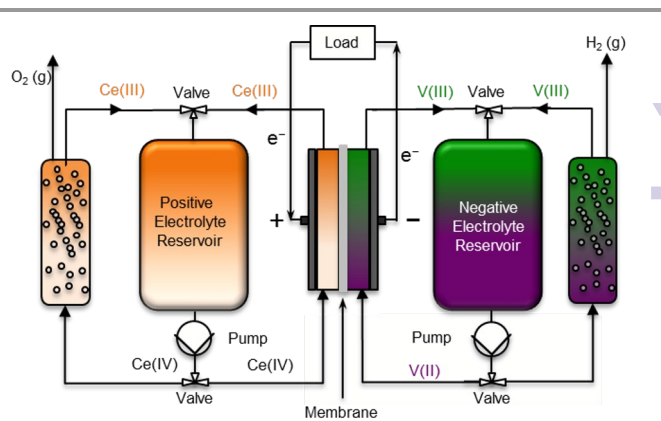 Load
H2 (g)
O2 (g)
Ce(III)
Valve
Ce(III)
V(III)
Valve
V(III)
e−
e−
Positive
Electrolyte
Reservoir
+
−
Negative
Electrolyte
Reservoir
Pump
Pump
Ce(IV)
Ce(IV)
V(II)
Valve
Valve
Membrane